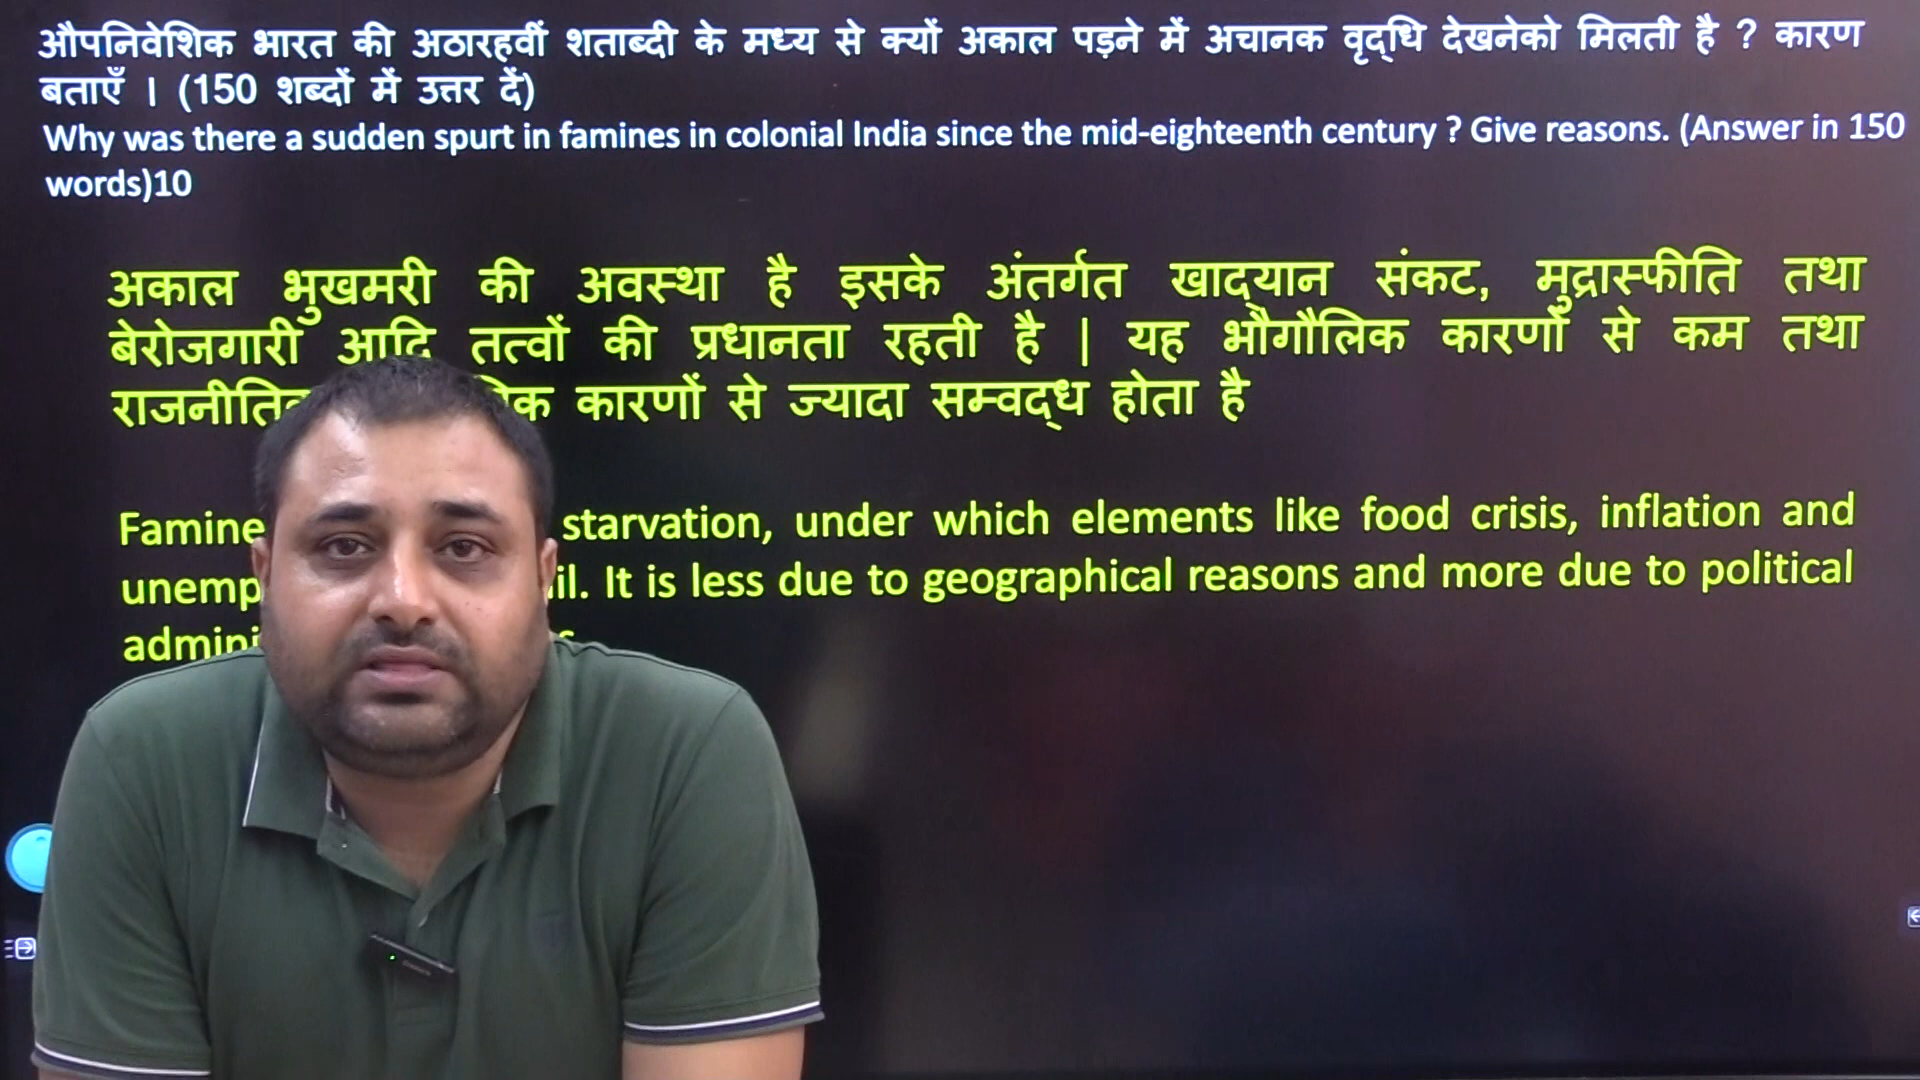 औपनिवेशिक भारत की अठारहवीं शताब्दी के मध्य से क्यों अकाल पड़ने में अचानक वृद्धि देखनेको मिलती है ? कारण
बताएँ । (150 शब्दों में उत्तर दें)
Why was there a sudden spurt in famines in colonial India since the mid-eighteenth century ? Give reasons. (Answer in 150
words)10
अकाल भुखमरी की अवस्था है इसके अंतर्गत खाद्यान संकट, मुद्रास्फीति तथा
बेरोजगारी आदि तत्वों की प्रधानता रहती है | यह भौगौलिक कारणों से कम तथा
कारणों से ज्यादा सम्वद्ध होता है
Famine starvation, under which elements like food crisis, inflation and
It is less due to geographical reasons and more due to political